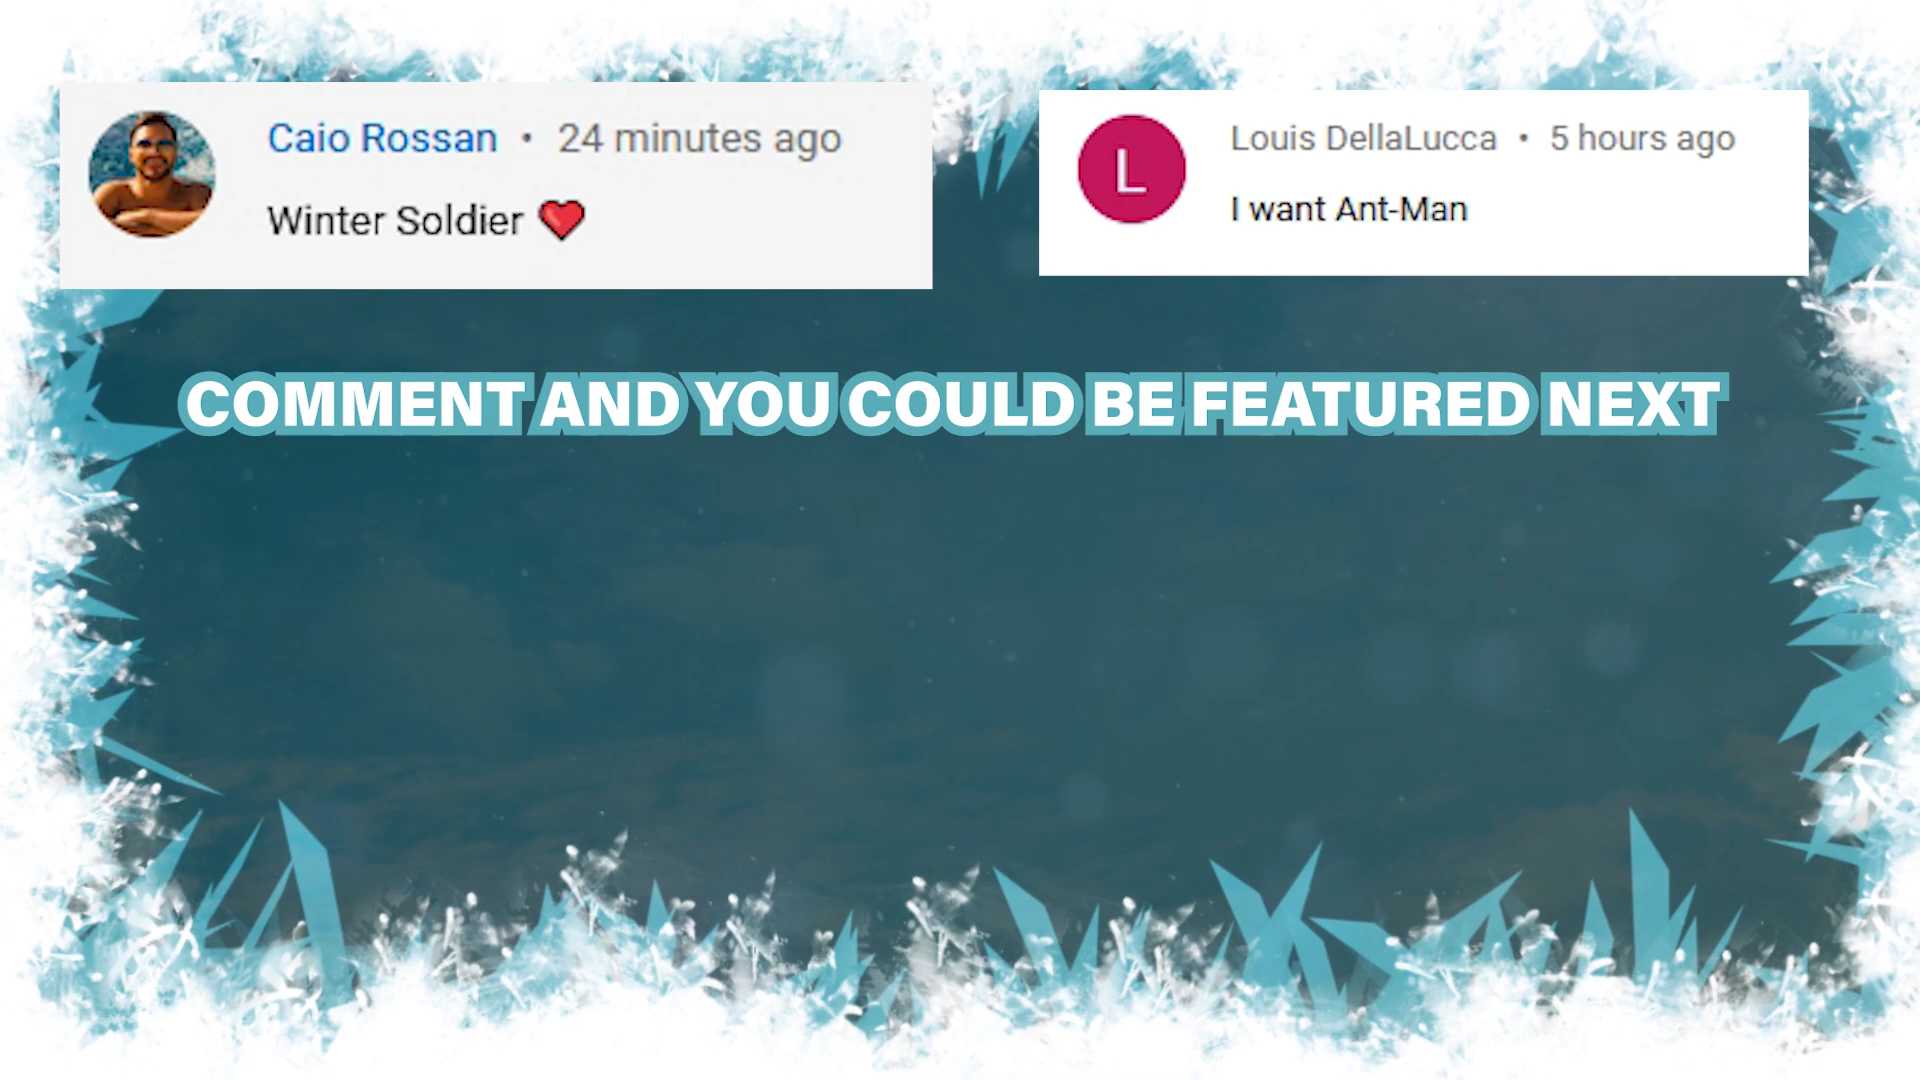 Caio Rossan • 24 minutes ago
Winter Soldier ❤️
L
Louis DellaLucca • 5 hours ago
I want Ant-Man
COMMENT AND YOU COULD BE FEATURED NEXT